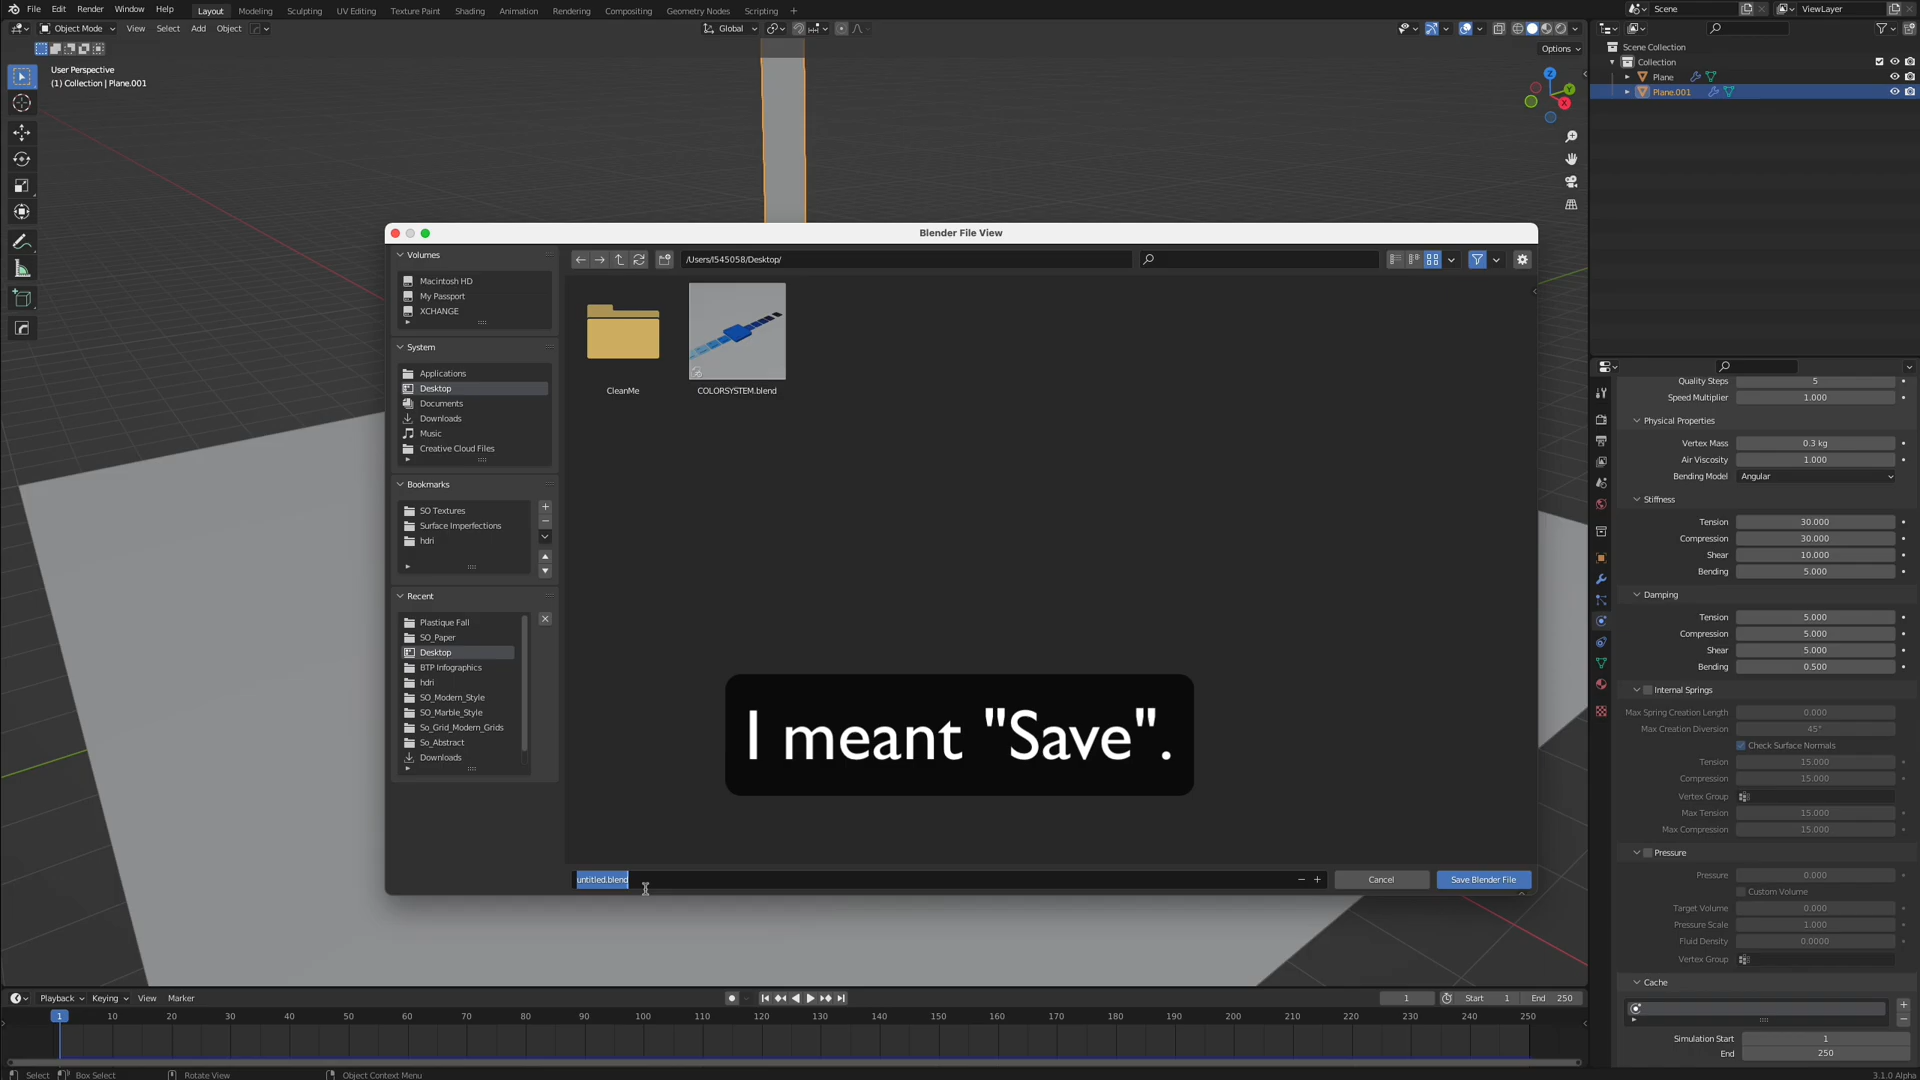 File Edit Render Window Help Layout Modeling Sculpting UV Editing Texture Paint Shading Animation Rendering Compositing Geometry Nodes Scripting + Scene ViewLayer
Object Mode View Select Add Object Global
Options
User Perspective
(1) Collection | Plane.001
Z
Y
X
Scene Collection
Collection
Plane
Plane.001
Blender File View
Volumes
Macintosh HD
My Passport
XCHANGE
System
Applications
Desktop
Documents
Downloads
Music
Creative Cloud Files
Bookmarks
SO Textures
Surface Imperfections
hdri
Recent
Plastique Fall
SO_Paper
Desktop
BTP Infographics
hdri
SO_Modern_Style
SO_Marble_Style
So_Grid_Modern_Grids
So_Abstract
Downloads
/Users/I545058/Desktop/
CleanMe
COLORSYSTEM.blend
I meant "Save".
untitled.blend
Cancel
Save Blender File
Quality Steps 5
Speed Multiplier 1.000
Physical Properties
Vertex Mass 0.3 kg
Air Viscosity 1.000
Bending Model Angular
Stiffness
Tension 30.000
Compression 30.000
Shear 10.000
Bending 5.000
Damping
Tension 5.000
Compression 5.000
Shear 5.000
Bending 0.500
Internal Springs
Max Spring Creation Length 0.000
Max Creation Diversion 45°
Check Surface Normals
Tension 15.000
Compression 15.000
Vertex Group
Max Tension 15.000
Max Compression 15.000
Pressure
Pressure 0.000
Custom Volume
Target Volume 0.000
Pressure Scale 1.000
Fluid Density 0.0000
Vertex Group
Cache
Simulation Start 1
End 250
Playback Keying View Marker 1 Start 1 End 250
1 10 20 30 40 50 60 70 80 90 100 110 120 130 140 150 160 170 180 190 200 210 220 230 240 250
Select Box Select Rotate View Object Context Menu 3.1.0 Alpha